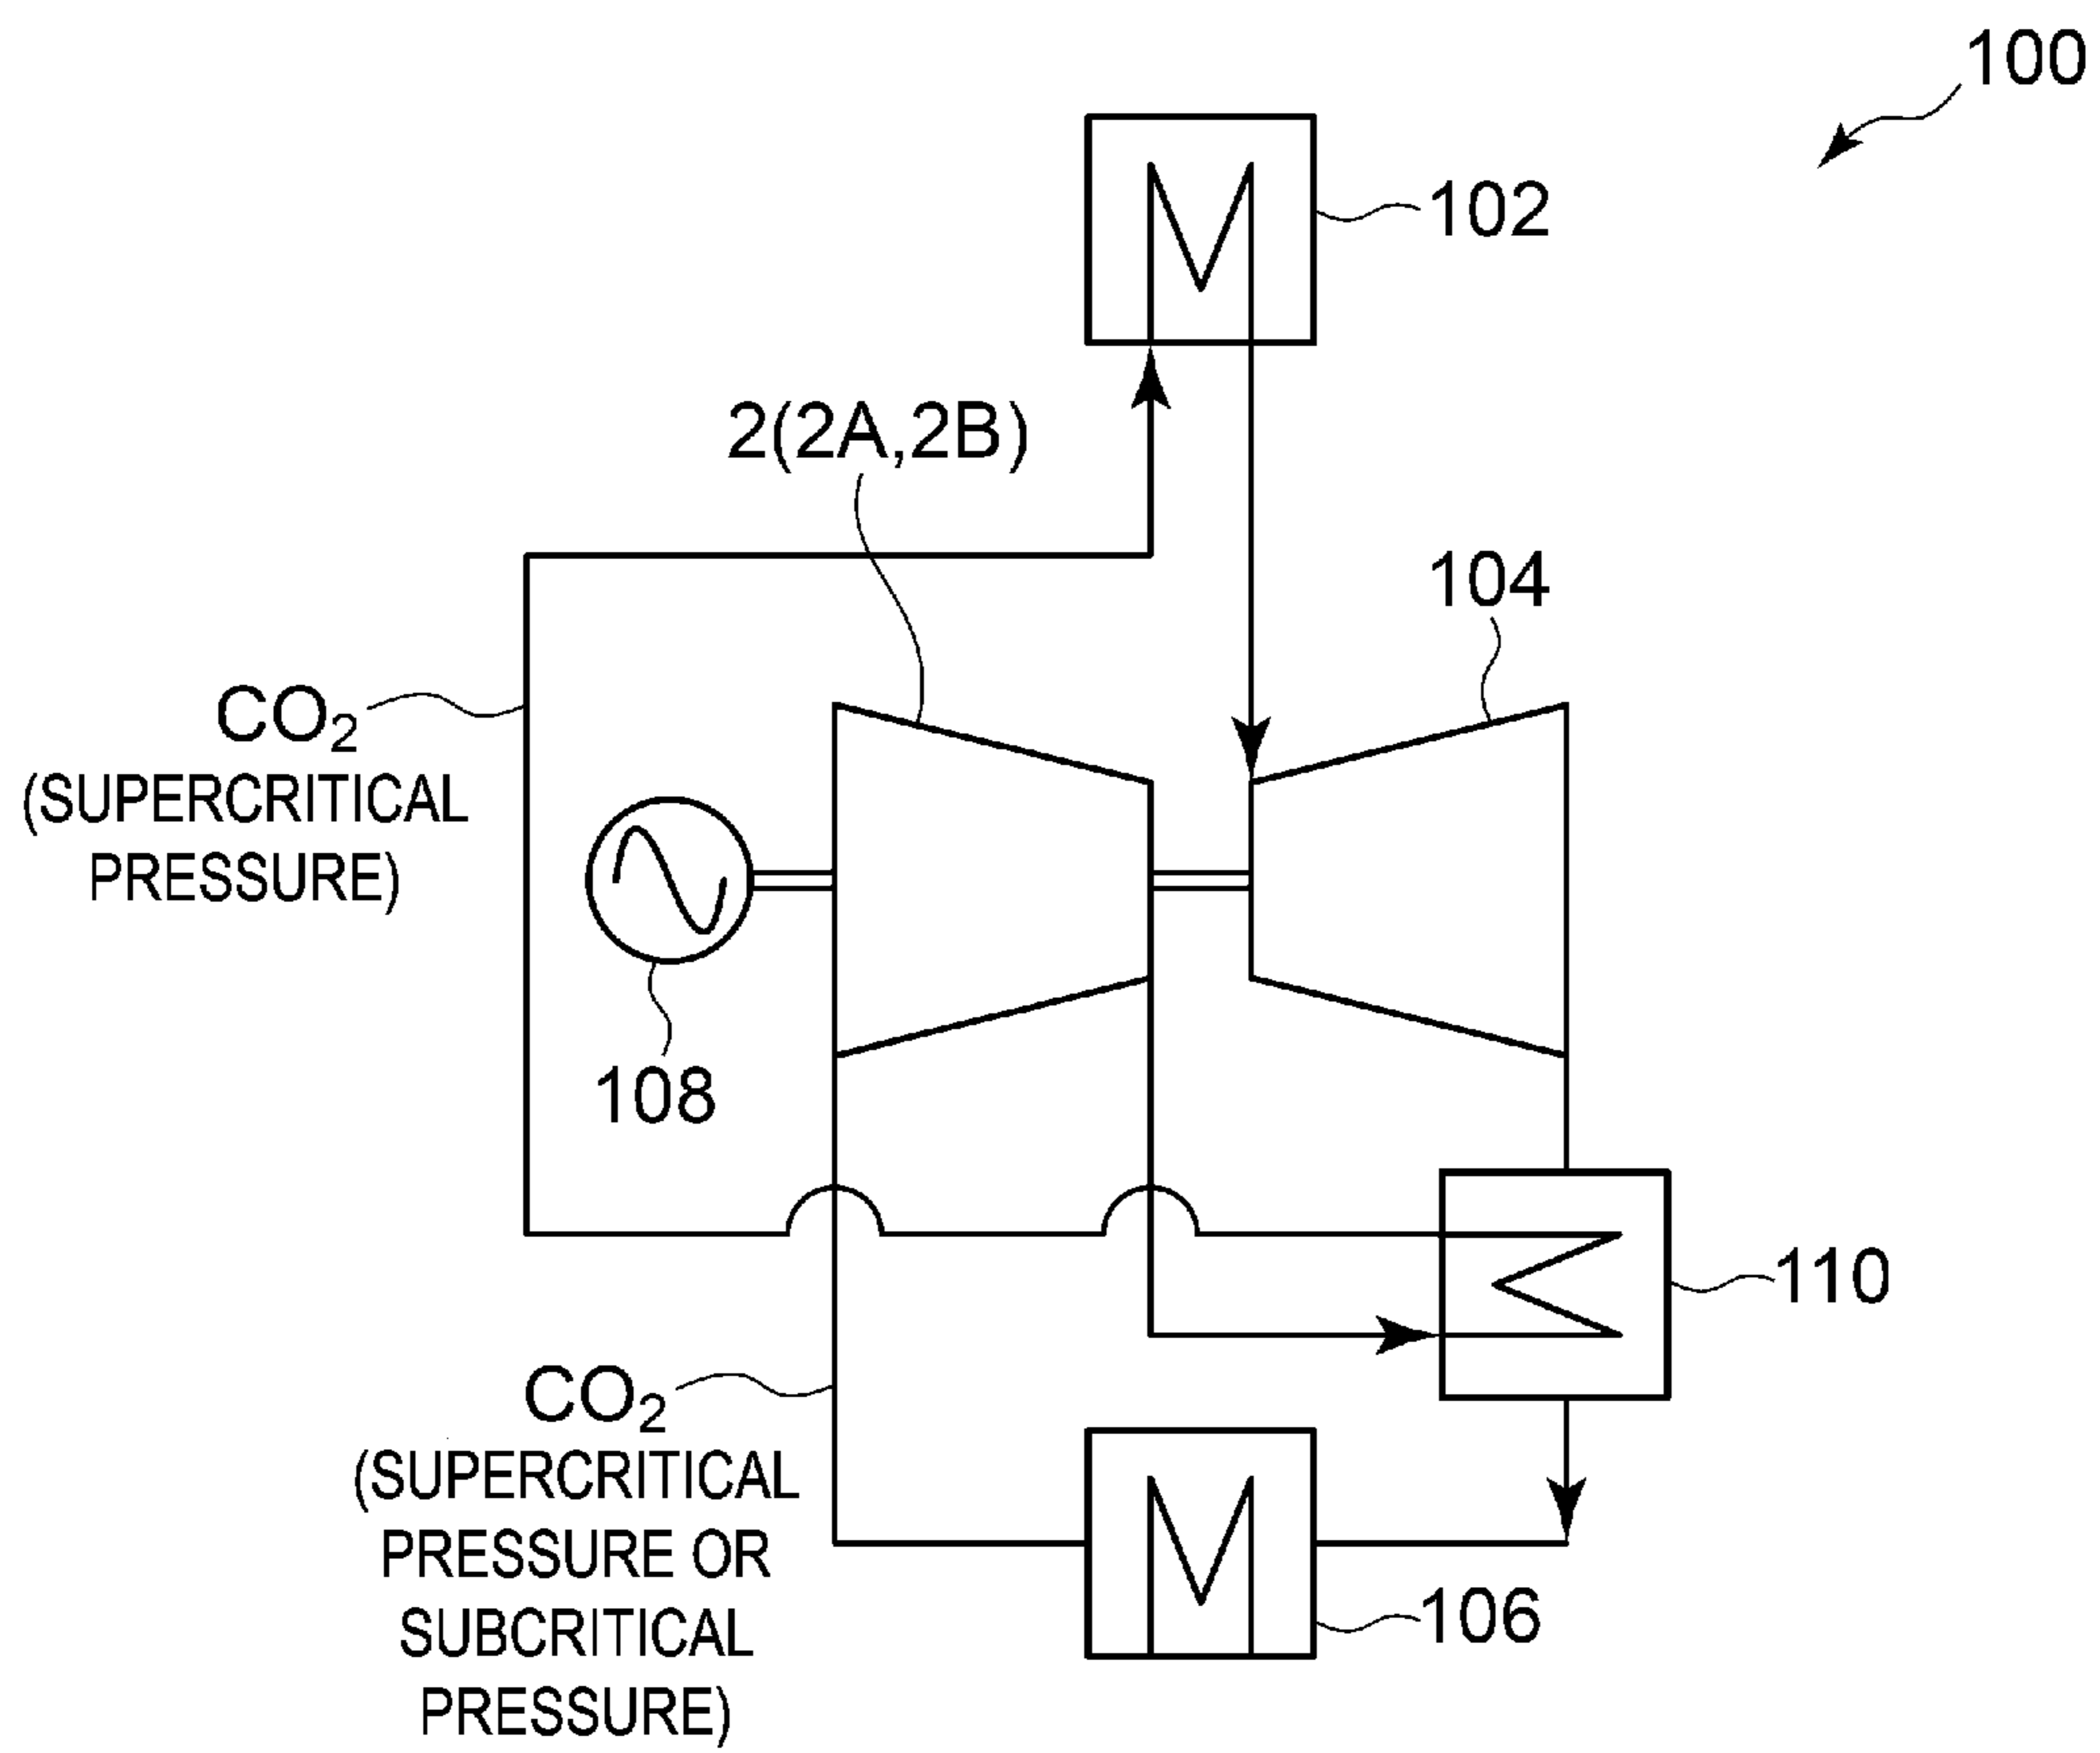 100
102
2(2A,2B)
104
CO₂
(SUPERCRITICAL
PRESSURE)
108
110
CO₂
(SUPERCRITICAL
PRESSURE OR
SUBCRITICAL
PRESSURE)
106